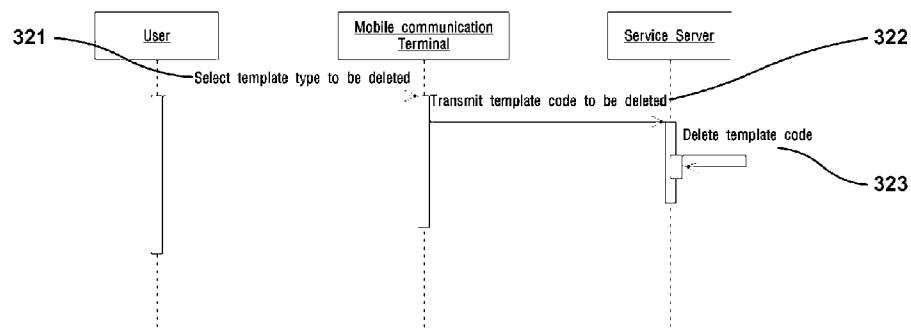 321
User
Mobile communication
Terminal
Service Server
322
Select template type to be deleted
Transmit template code to be deleted
Delete template code
323